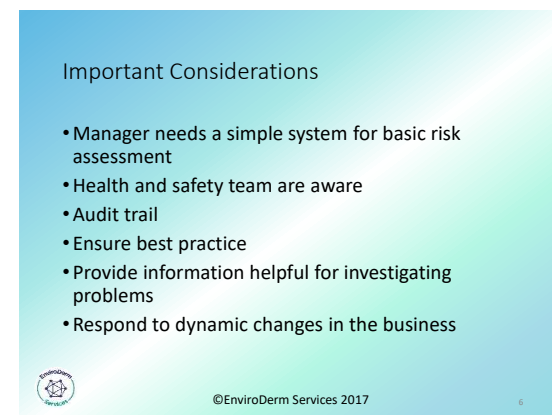 Important Considerations
• Manager needs a simple system for basic risk
assessment
• Health and safety team are aware
• Audit trail
• Ensure best practice
• Provide information helpful for investigating
problems
• Respond to dynamic changes in the business
EnviroDerm
Services
©EnviroDerm Services 2017
6